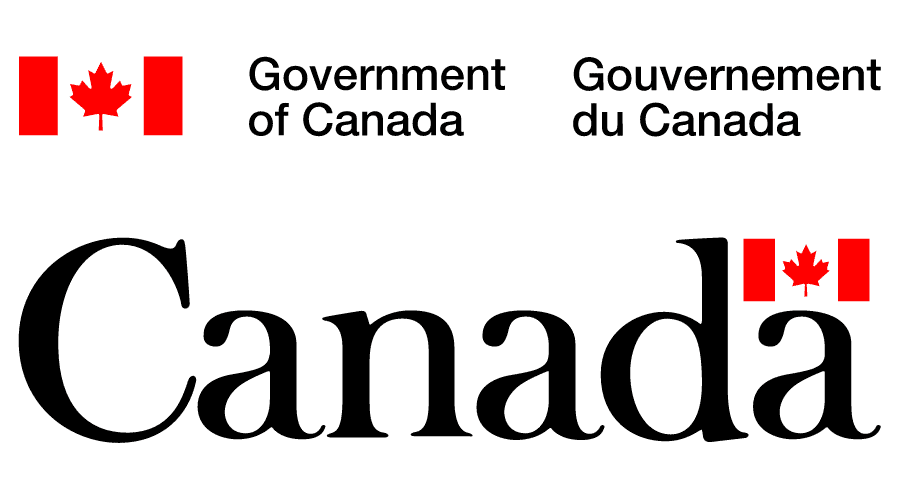 Government
of Canada
Gouvernement
du Canada
Canada